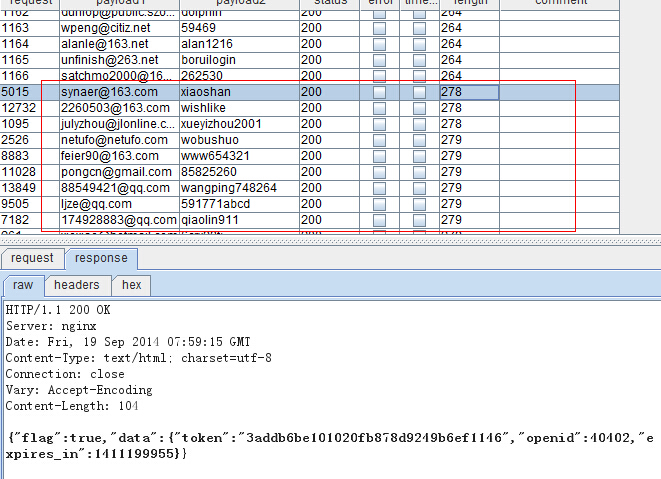 request payload1 payload2 status error time... length comment
1162 dunlop@public.szo... dolphin 200 264
1163 wpeng@citiz.net 59469 200 264
1164 alanle@163.net alan1216 200 264
1165 unfinish@263.net boruilogin 200 264
1166 satchmo2000@16... 262530 200 264
5015 synaer@163.com xiaoshan 200 278
12732 2260503@163.com wishlike 200 278
1095 julyzhou@jlonline.c... xueyizhou2001 200 278
2526 netufo@netufo.com wobushuo 200 279
8883 feier90@163.com www654321 200 279
11028 pongcn@gmail.com 85825260 200 279
13849 88549421@qq.com wangping748264 200 279
9505 ljze@qq.com 591771abcd 200 279
7182 174928883@qq.com qiaolin911 200 279
request response
raw headers hex
HTTP/1.1 200 OK
Server: nginx
Date: Fri, 19 Sep 2014 07:59:15 GMT
Content-Type: text/html; charset=utf-8
Connection: close
Vary: Accept-Encoding
Content-Length: 104
{"flag":true,"data":{"token":"3addb6be101020fb878d9249b6ef1146","openid":40402,"e
xpires_in":1411199955}}